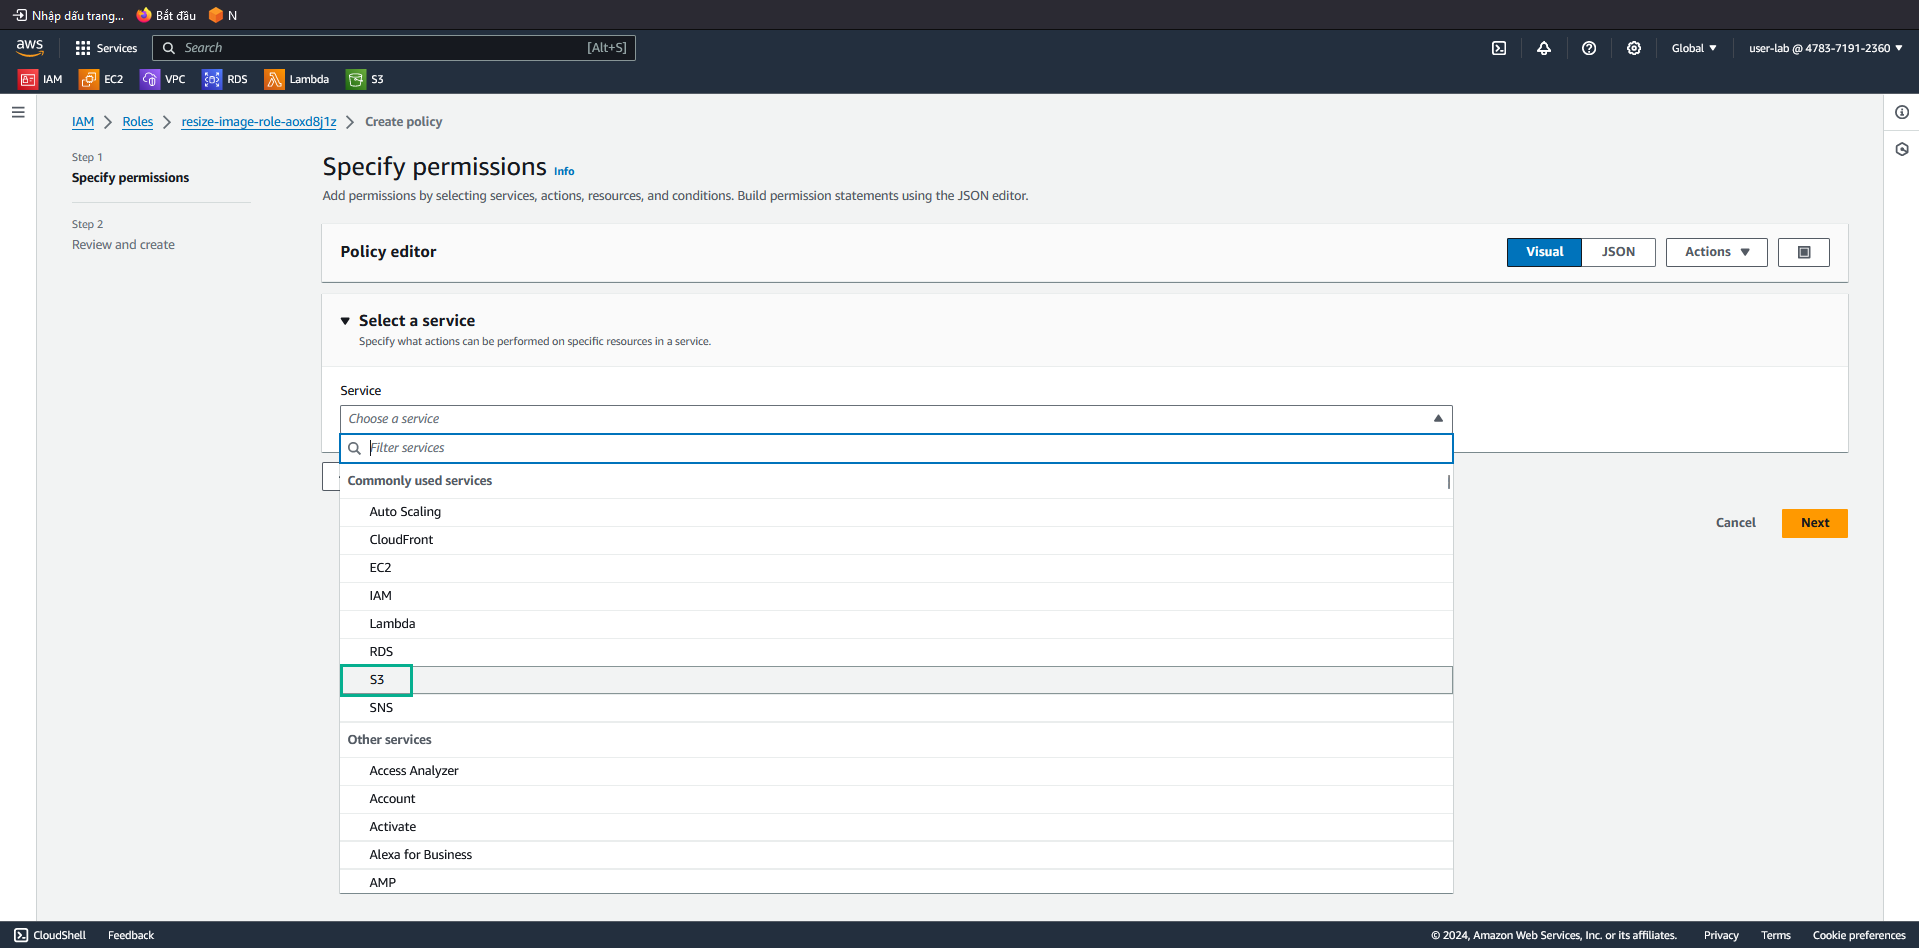 Nhập dấu trang... Bắt đầu N
aws Services Search [Alt+S] Global user-lab @ 4783-7191-2360
IAM EC2 VPC RDS Lambda S3
IAM Roles resize-image-role-aoxd8j1z Create policy
Step 1
Specify permissions
Step 2
Review and create
Specify permissions Info
Add permissions by selecting services, actions, resources, and conditions. Build permission statements using the JSON editor.
Policy editor Visual JSON Actions
Select a service
Specify what actions can be performed on specific resources in a service.
Service
Choose a service
Filter services
Commonly used services
Auto Scaling
CloudFront
EC2
IAM
Lambda
RDS
S3
SNS
Other services
Access Analyzer
Account
Activate
Alexa for Business
AMP
Cancel Next
CloudShell Feedback © 2024, Amazon Web Services, Inc. or its affiliates. Privacy Terms Cookie preferences